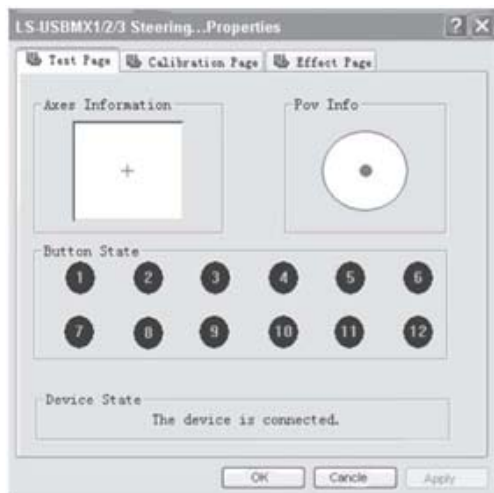 LS-USBMX1/2/3 Steering...Properties
Test Page Calibration Page Effect Page
Axes Information
Pov Info
Button State
1 2 3 4 5 6
7 8 9 10 11 12
Device State
The device is connected.
OK Cancle Apply